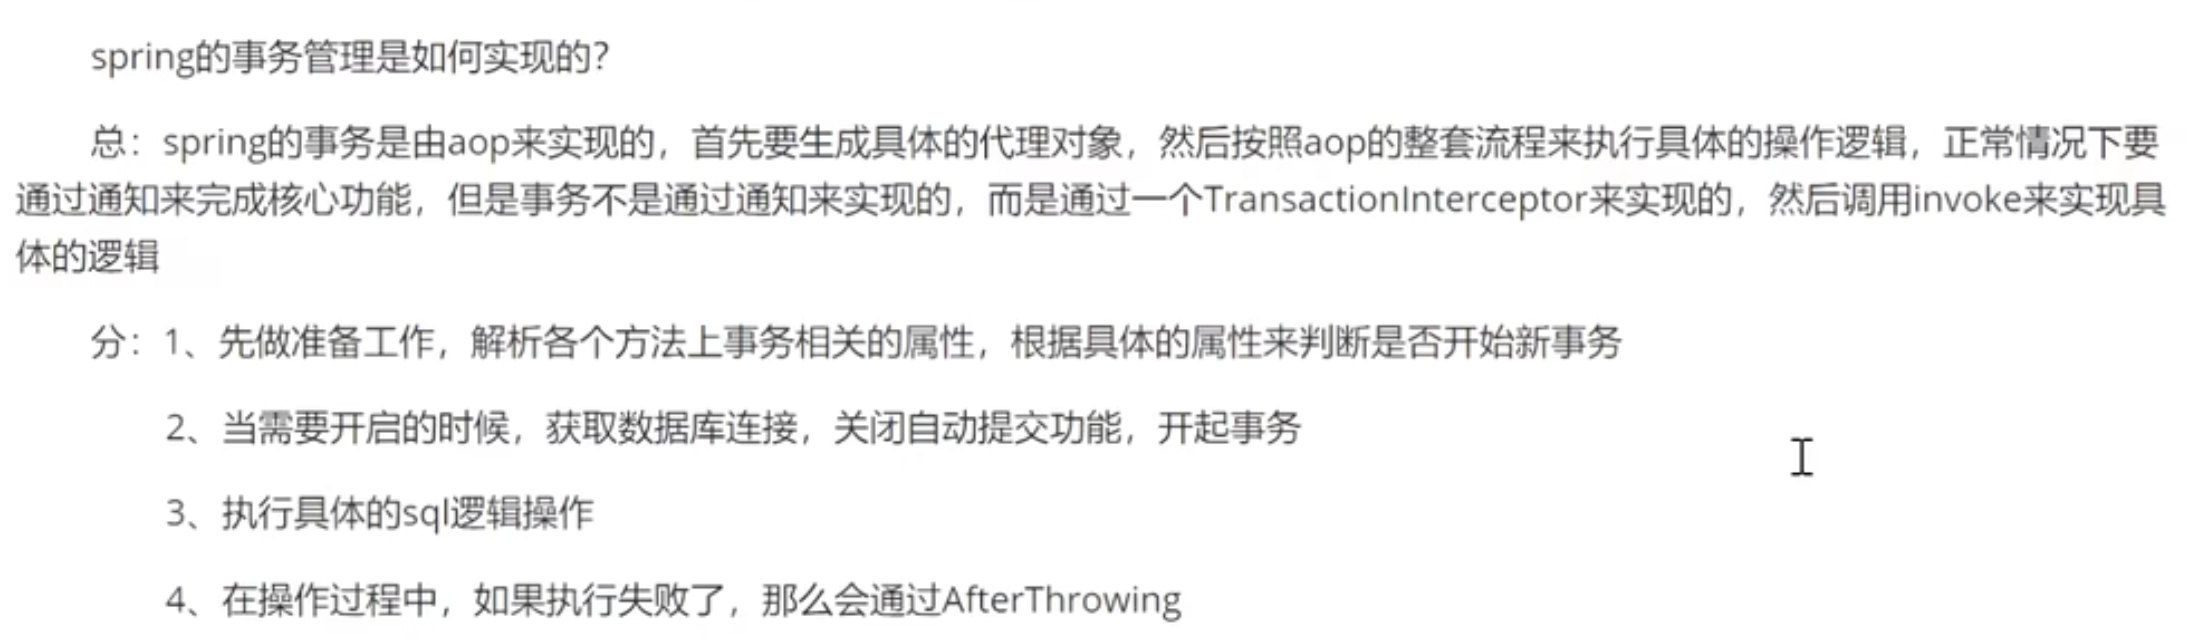 spring的事务管理是如何实现的?
总：spring的事务是由aop来实现的，首先要生成具体的代理对象，然后按照aop的整套流程来执行具体的操作逻辑，正常情况下要
通过通知来完成核心功能，但是事务不是通过通知来实现的，而是通过一个TransactionInterceptor来实现的，然后调用invoke来实现具
体的逻辑
分：1、先做准备工作，解析各个方法上事务相关的属性，根据具体的属性来判断是否开始新事务
2、当需要开启的时候，获取数据库连接，关闭自动提交功能，开起事务
3、执行具体的sql逻辑操作
4、在操作过程中，如果执行失败了，那么会通过AfterThrowing